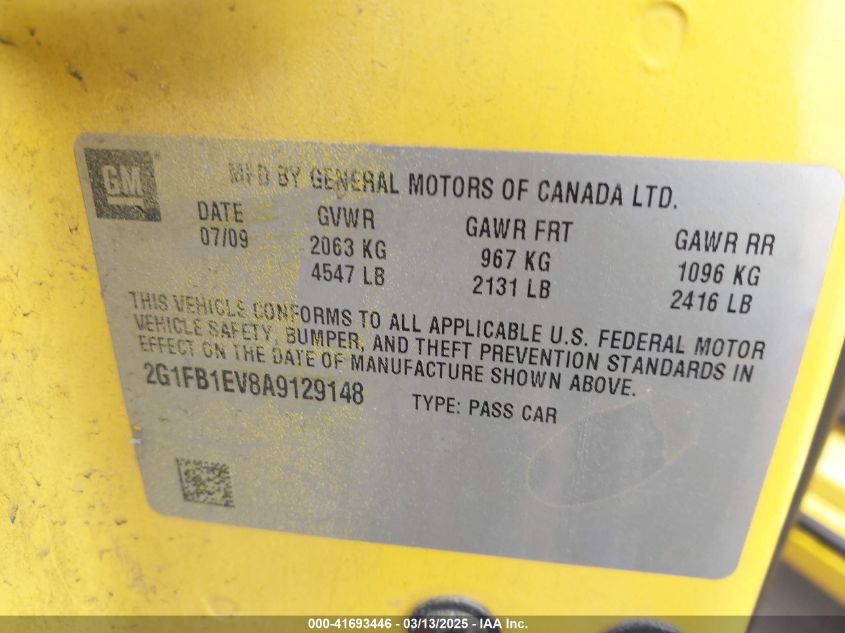 GM
MFD BY GENERAL MOTORS OF CANADA LTD.
DATE GVWR GAWR FRT GAWR RR
07/09 2063 KG 967 KG 1096 KG
4547 LB 2131 LB 2416 LB
THIS VEHICLE CONFORMS TO ALL APPLICABLE U.S. FEDERAL MOTOR
VEHICLE SAFETY, BUMPER, AND THEFT PREVENTION STANDARDS IN
EFFECT ON THE DATE OF MANUFACTURE SHOWN ABOVE.
2G1FB1EV8A9129148 TYPE: PASS CAR
000-41693446 - 03/13/2025 - IAA Inc.